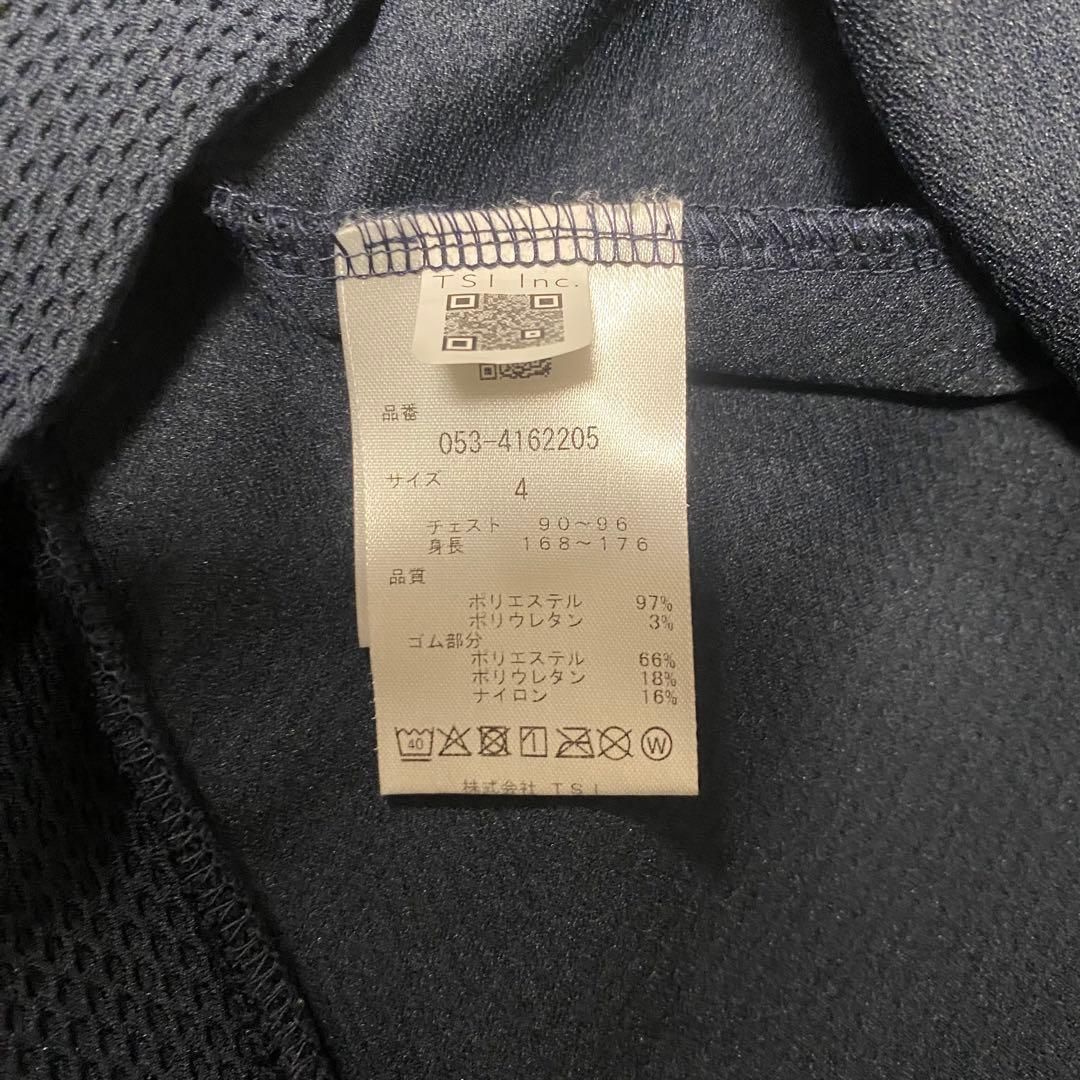 TSI Inc.
品番
053-4162205
サイズ
4
チェスト 90~96
身長 168~176
品質
ポリエステル 97%
ポリウレタン 3%
ゴム部分
ポリエステル 66%
ポリウレタン 18%
ナイロン 16%
40 W
株式会社 TSI